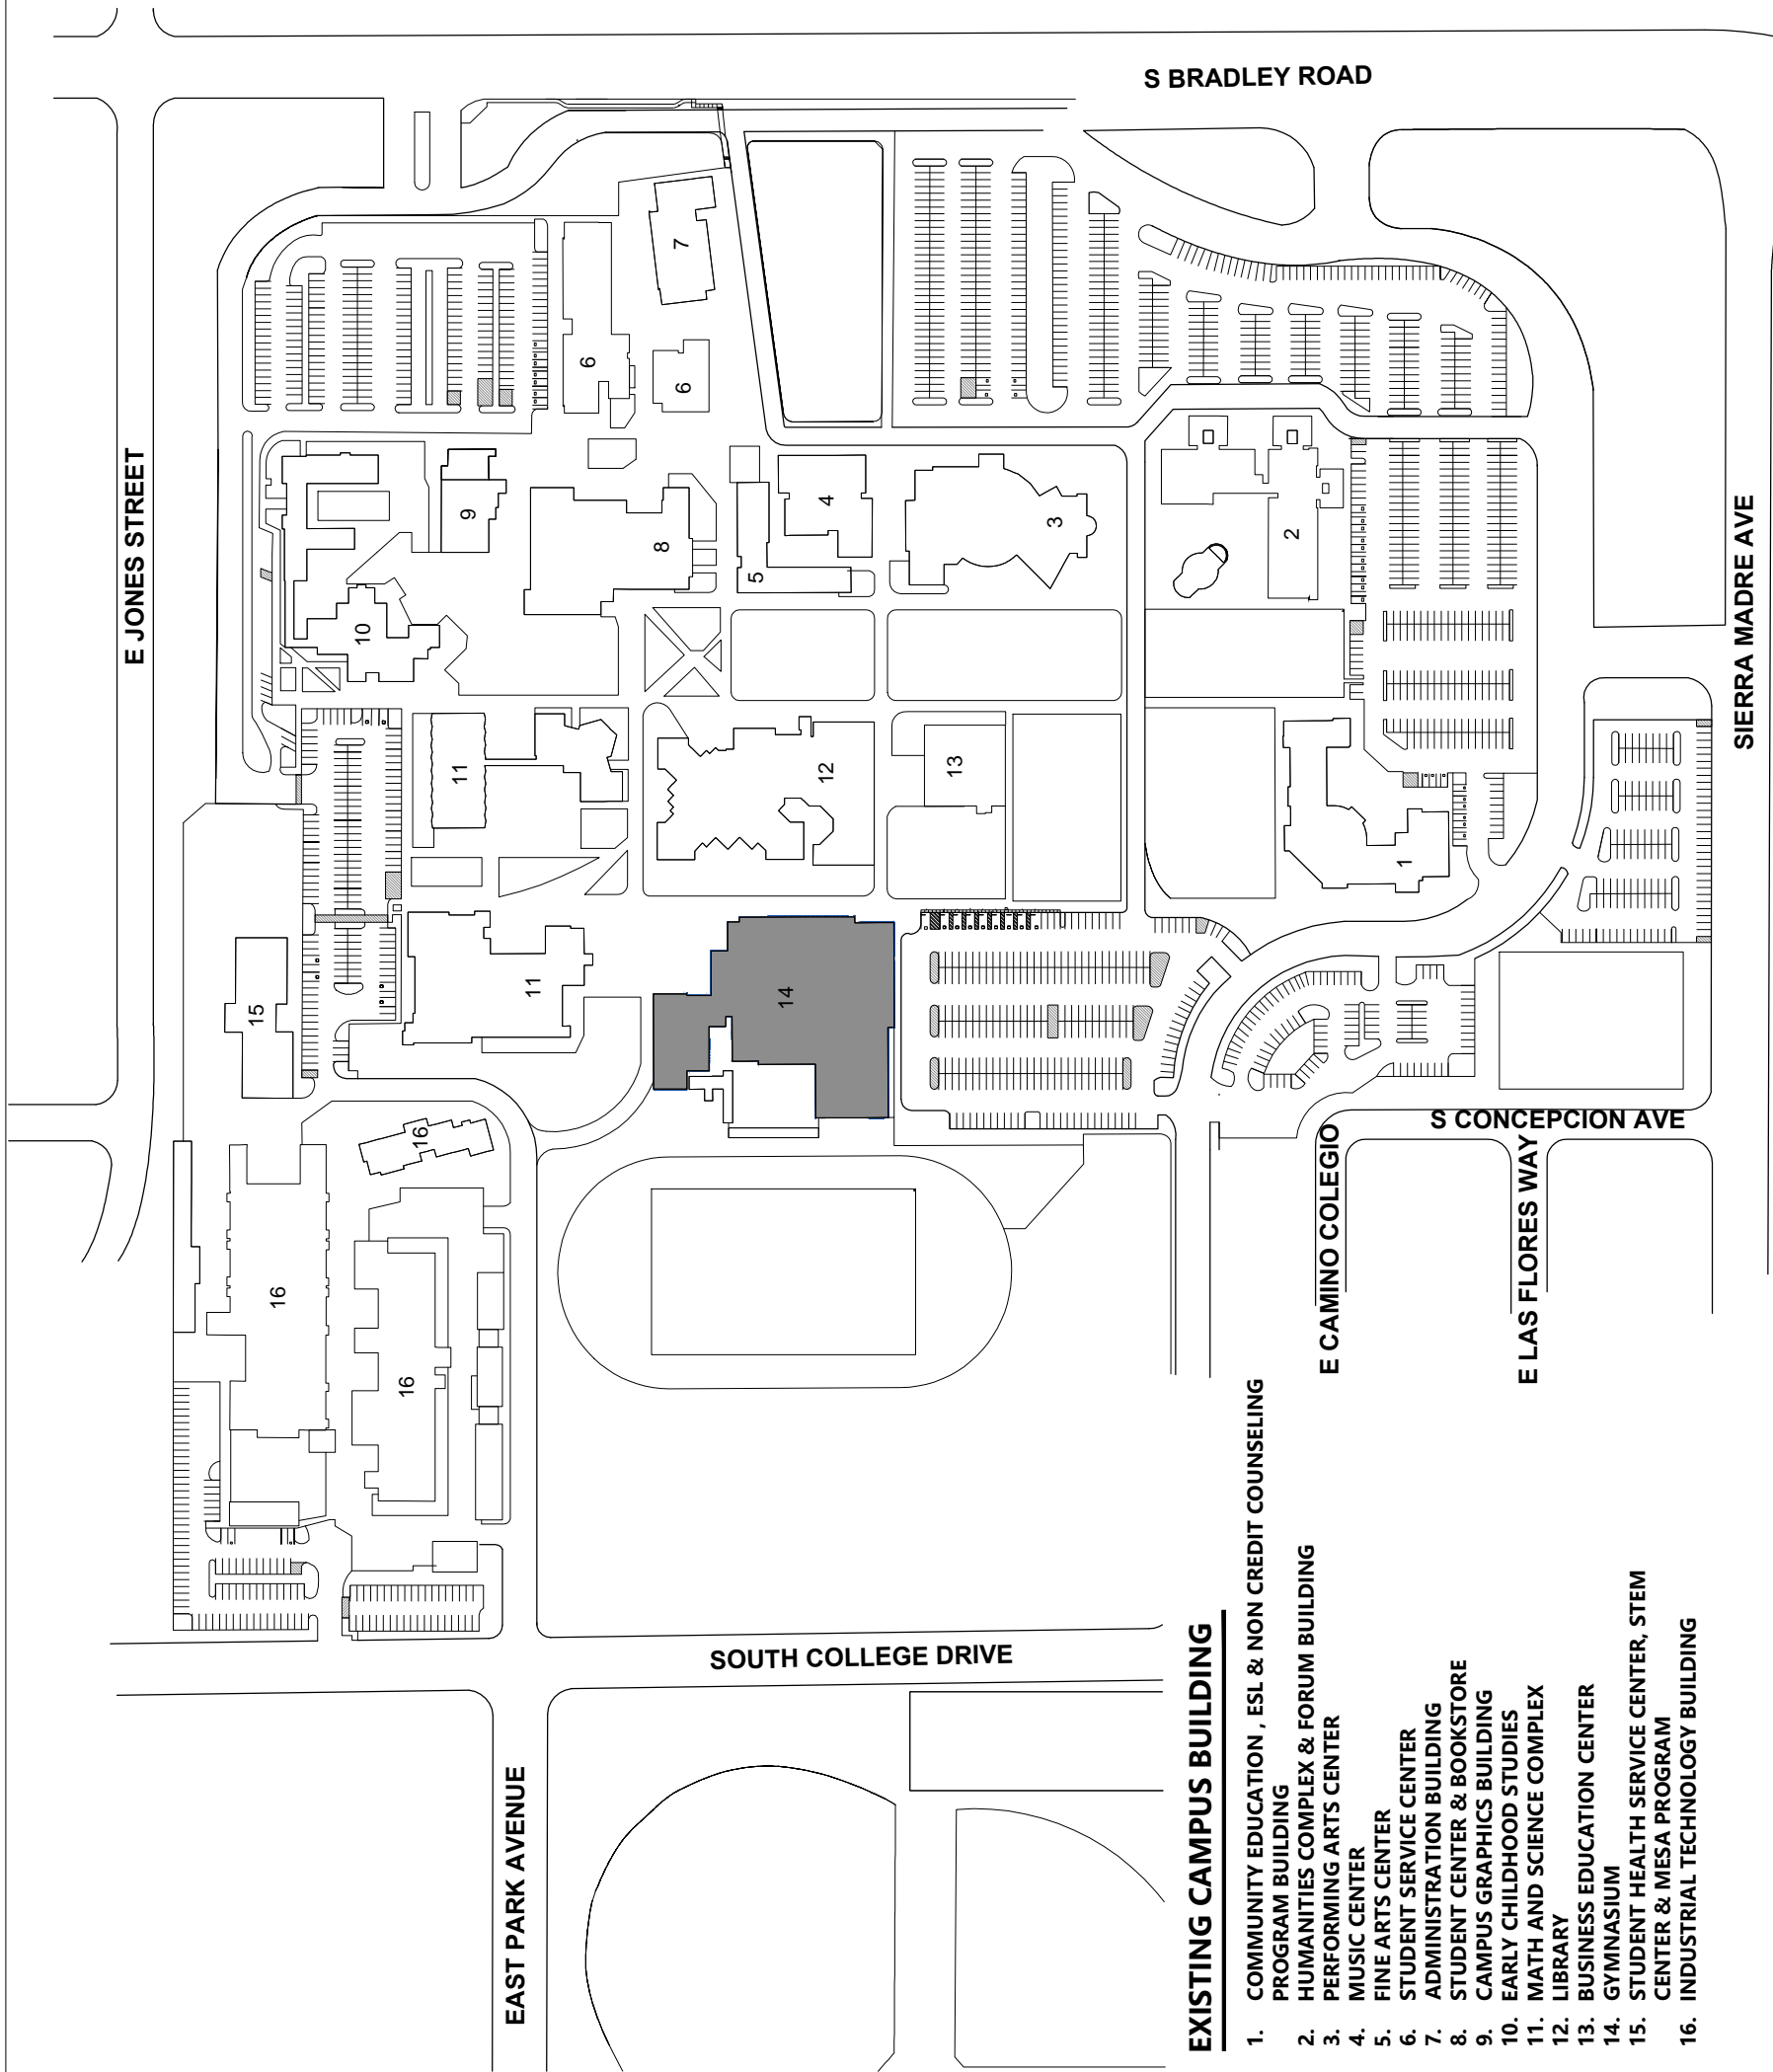 E JONES STREET
S BRADLEY ROAD
SIERRA MADRE AVE
S CONCEPCION AVE
E CAMINO COLEGIO
E LAS FLORES WAY
SOUTH COLLEGE DRIVE
EAST PARK AVENUE
7
6
6
9
8
5
4
3
2
10
11
12
13
1
15
11
14
16
16
16
EXISTING CAMPUS BUILDING
1. COMMUNITY EDUCATION , ESL & NON CREDIT COUNSELING
PROGRAM BUILDING
2. HUMANITIES COMPLEX & FORUM BUILDING
3. PERFORMING ARTS CENTER
4. MUSIC CENTER
5. FINE ARTS CENTER
6. STUDENT SERVICE CENTER
7. ADMINISTRATION BUILDING
8. STUDENT CENTER & BOOKSTORE
9. CAMPUS GRAPHICS BUILDING
10. EARLY CHILDHOOD STUDIES
11. MATH AND SCIENCE COMPLEX
12. LIBRARY
13. BUSINESS EDUCATION CENTER
14. GYMNASIUM
15. STUDENT HEALTH SERVICE CENTER, STEM
CENTER & MESA PROGRAM
16. INDUSTRIAL TECHNOLOGY BUILDING